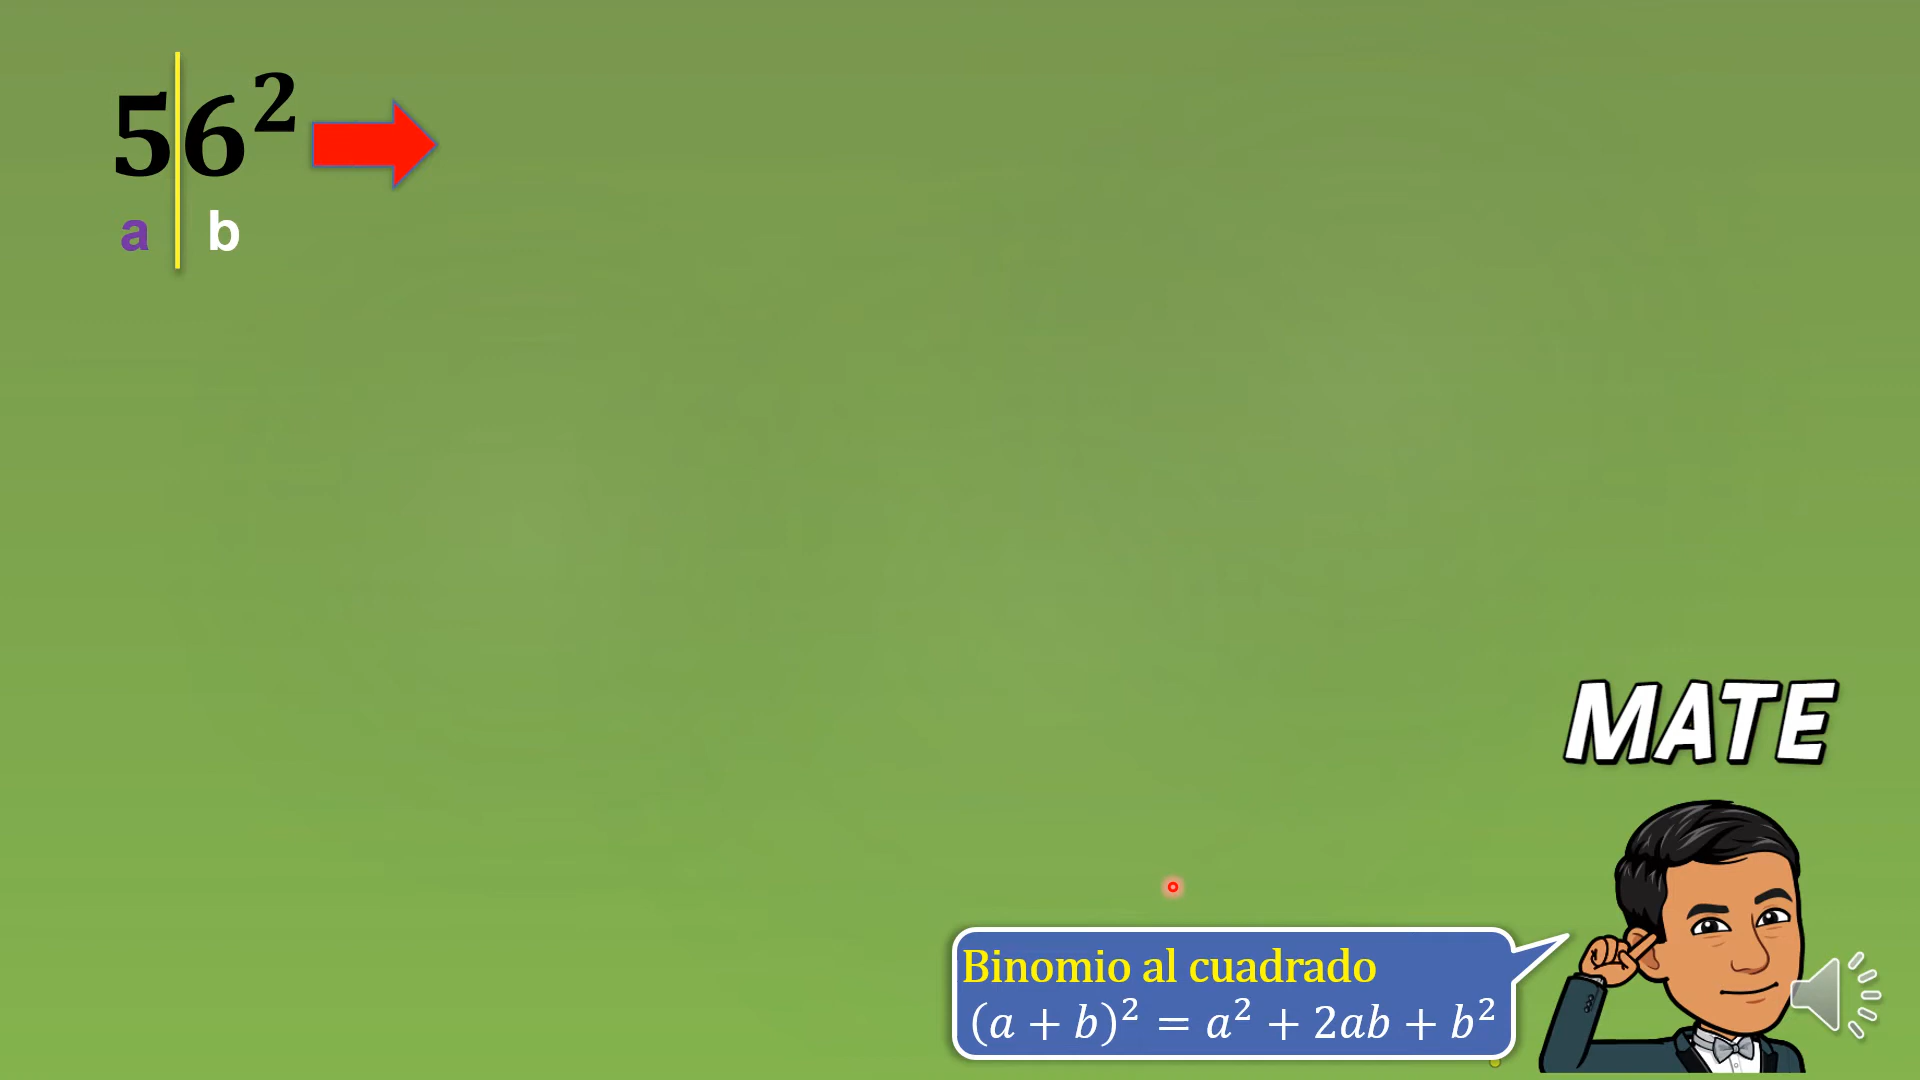 56²
a b
MATE
Binomio al cuadrado
(a + b)² = a² + 2ab + b²